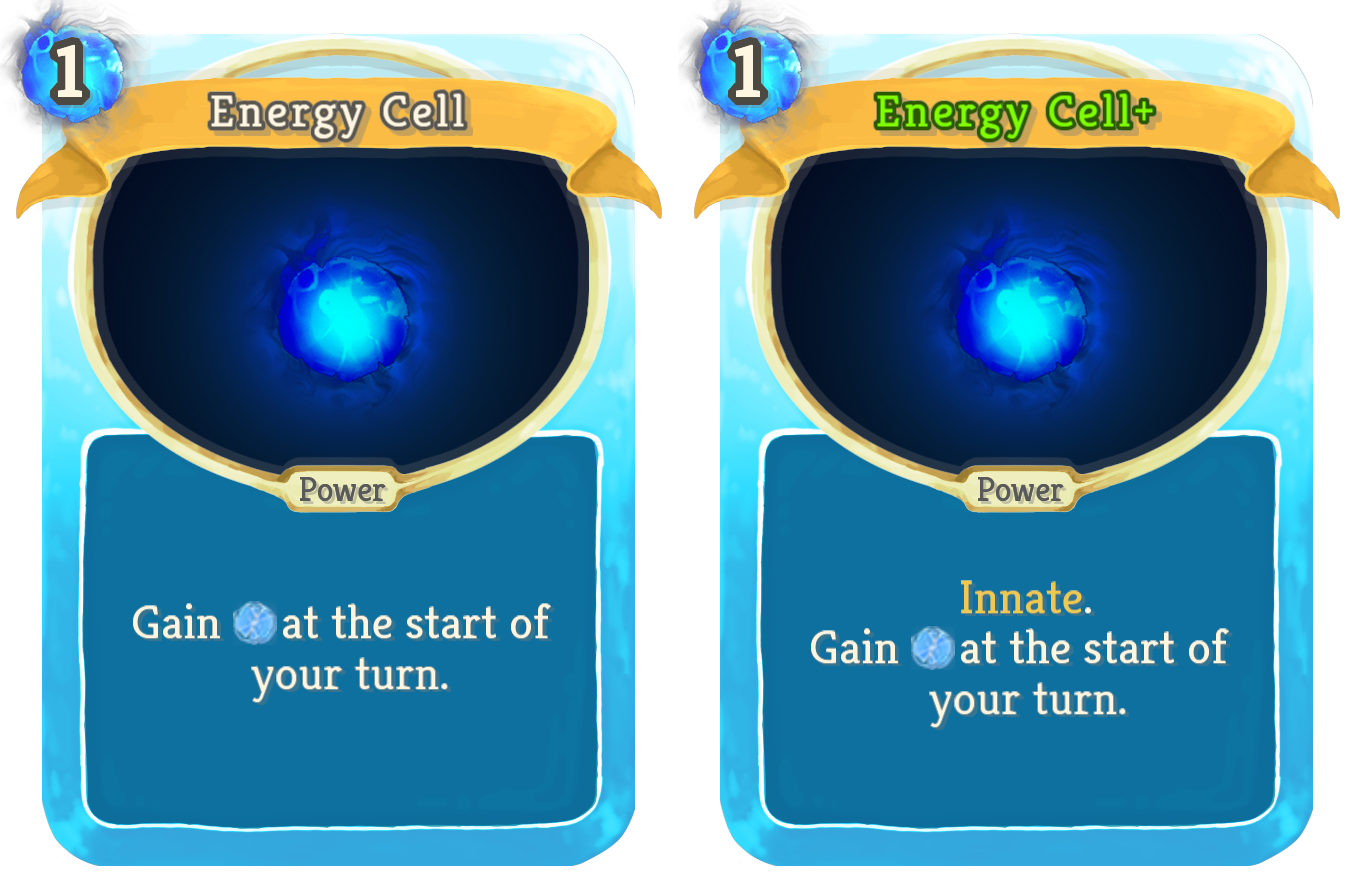 1
Energy Cell
Power
Gain at the start of
your turn.
1
Energy Cell+
Power
Innate.
Gain at the start of
your turn.